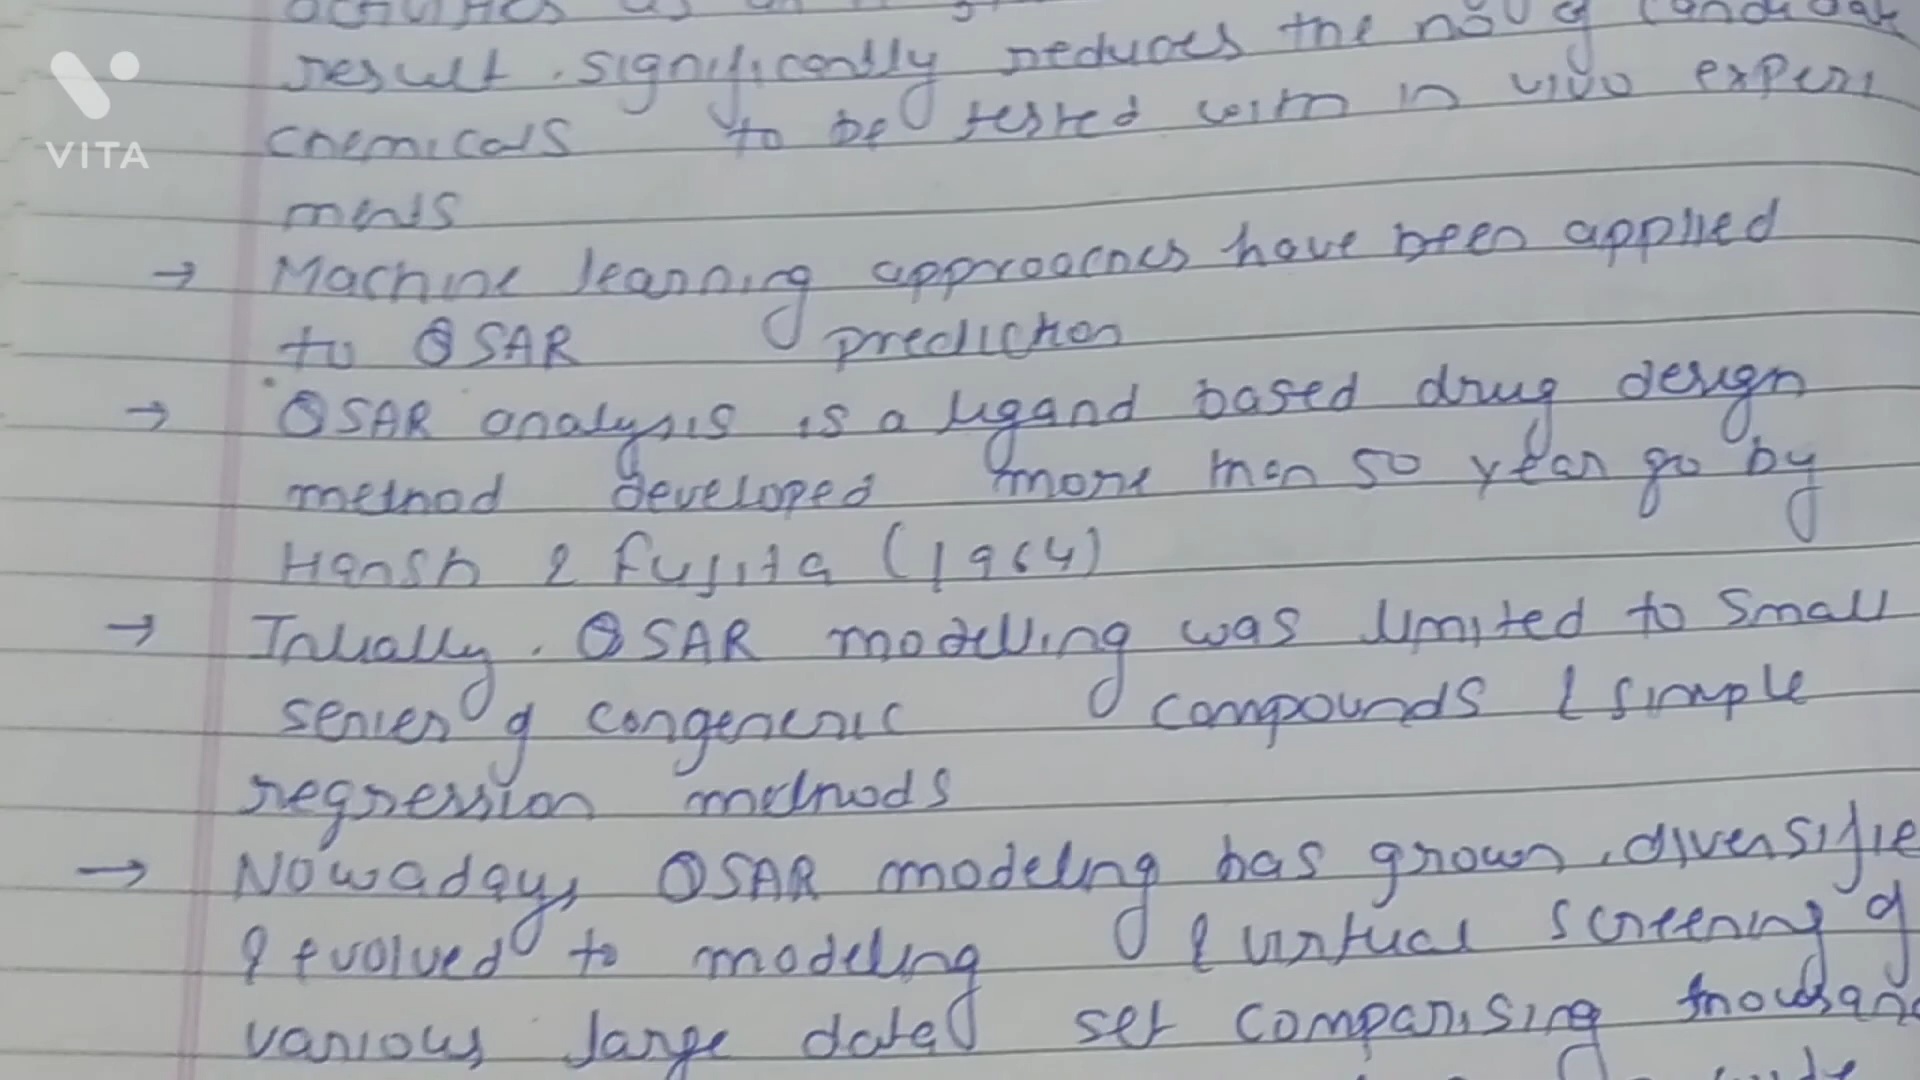 result. significantly reduces the no of candidate
chemicals to be tested with in vivo experi
ments
VITA
→ Machine learning approaches have been applied
to QSAR prediction
→ QSAR analysis is a ligand based drug design
method developed more than 50 year go by
Hansh & Fujita (1964)
→ Initially. QSAR modelling was limited to small
series of congeneric compounds & simple
regression methods
→ Nowaday, QSAR modeling has grown, diversifie
& evolved to modeling & virtual screening of
various large data set comparising thousand